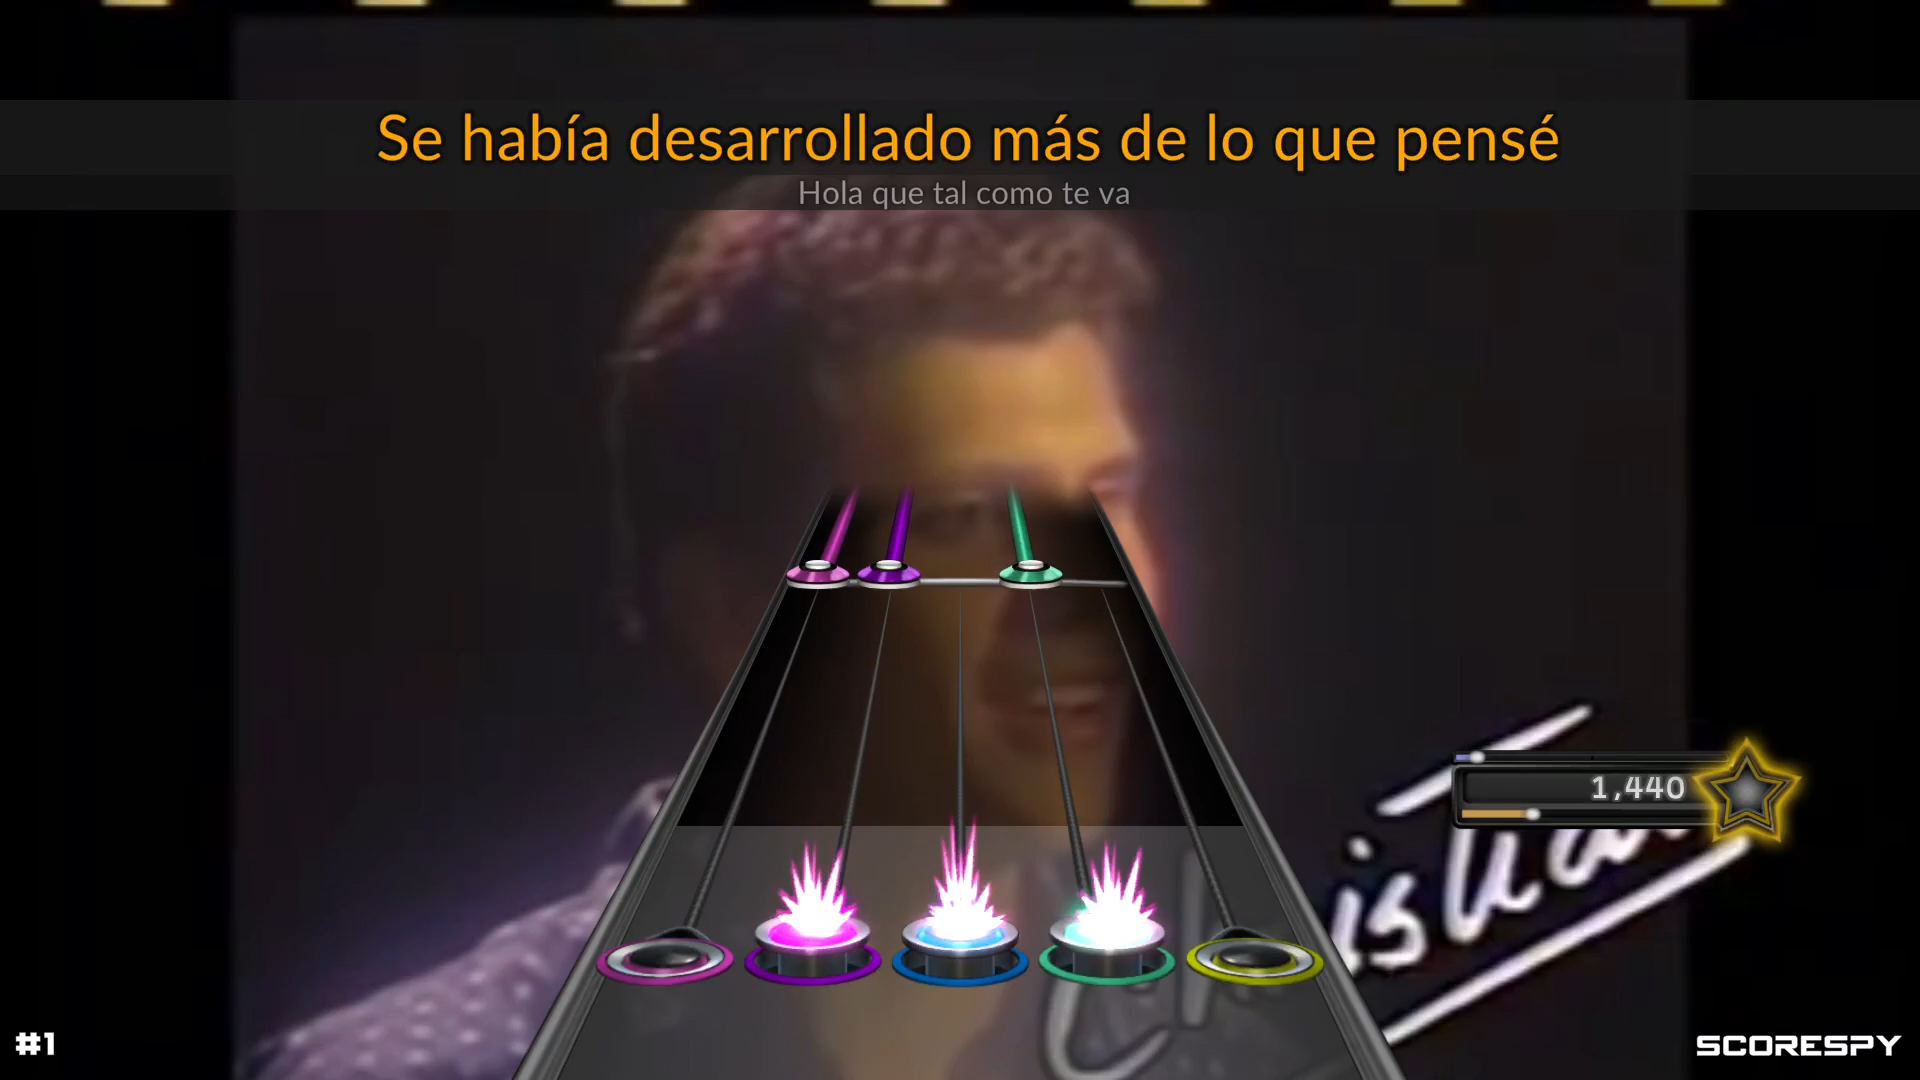 Se había desarrollado más de lo que pensé
Hola que tal como te va
1,440
#1
SCORESPY